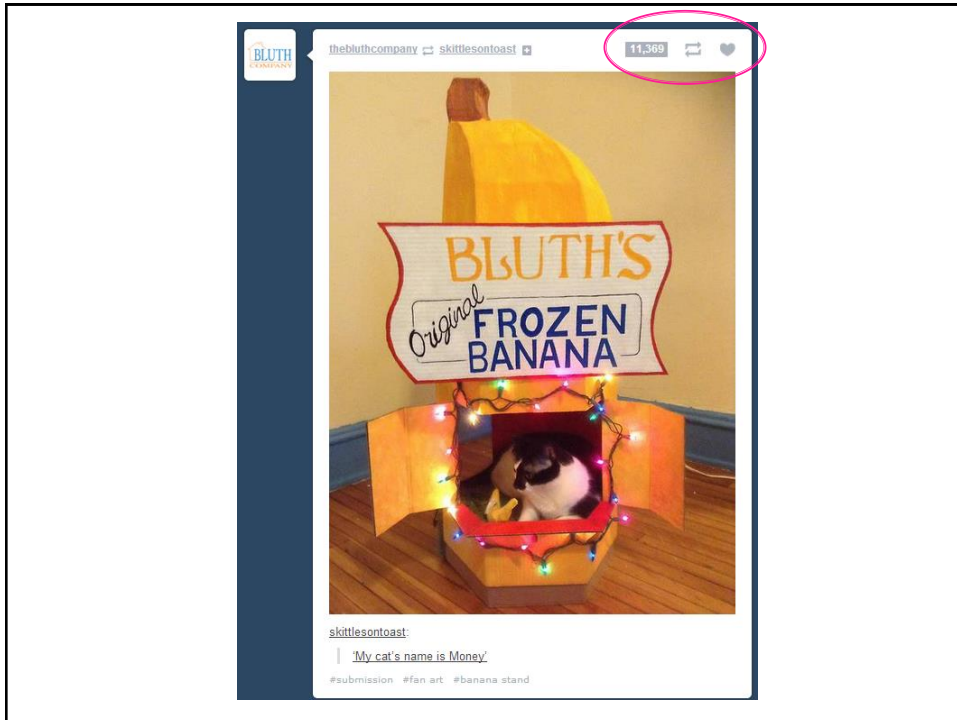 BLUTH
COMPANY
thebluthcompany skittlesontoast
11,369
BLUTH'S
Original
FROZEN
BANANA
skittlesontoast:
'My cat's name is Money'
#submission #fan art #banana stand